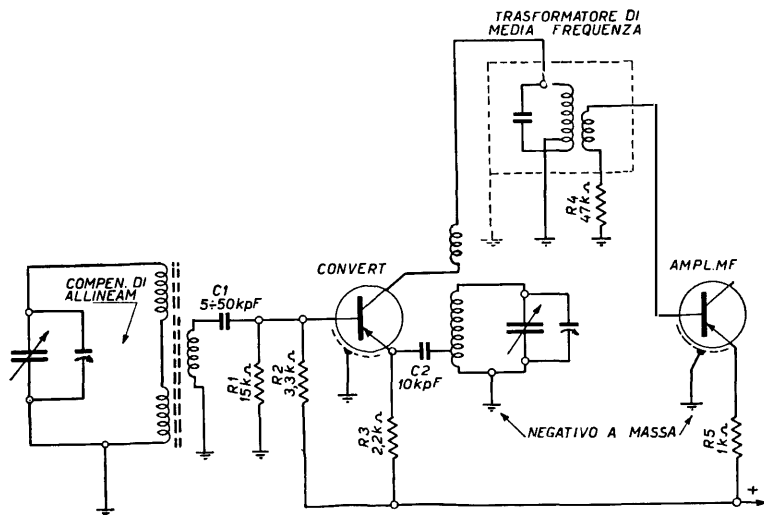 TRASFORMATORE DI
MEDIA FREQUENZA
R4
47kΩ
CONVERT
AMPL.MF
COMPEN. DI
ALLINEAM
C1
5÷50kpF
R1
15kΩ
R2
3,3kΩ
C2
10kpF
R3
2,2kΩ
NEGATIVO A MASSA
R5
1kΩ
+